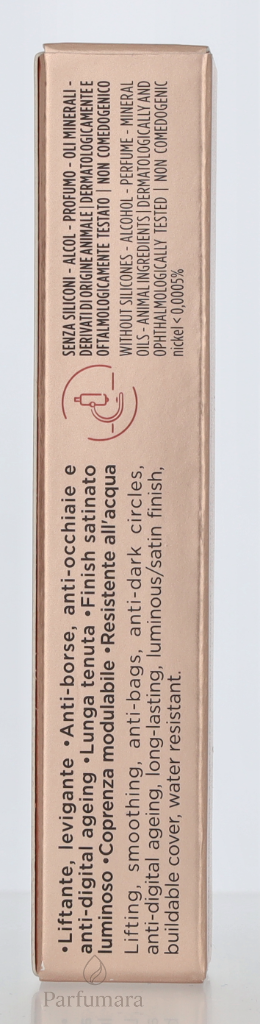 •Liftante, levigante •Anti-borse, anti-occhiaie e
anti-digital ageing •Lunga tenuta •Finish satinato
luminoso •Coprenza modulabile •Resistente all'acqua
Lifting, smoothing, anti-bags, anti-dark circles,
anti-digital ageing, long-lasting, luminous/satin finish,
buildable cover, water resistant.
SENZA SILICONI - ALCOL - PROFUMO - OLI MINERALI -
DERIVATI DI ORIGINE ANIMALE | DERMATOLOGICAMENTE E
OFTALMOLOGICAMENTE TESTATO | NON COMEDOGENICO
WITHOUT SILICONES - ALCOHOL - PERFUME - MINERAL
OILS - ANIMAL INGREDIENTS | DERMATOLOGICALLY AND
OPHTHALMOLOGICALLY TESTED | NON COMEDOGENIC
nickel < 0,0005%
Parfumara